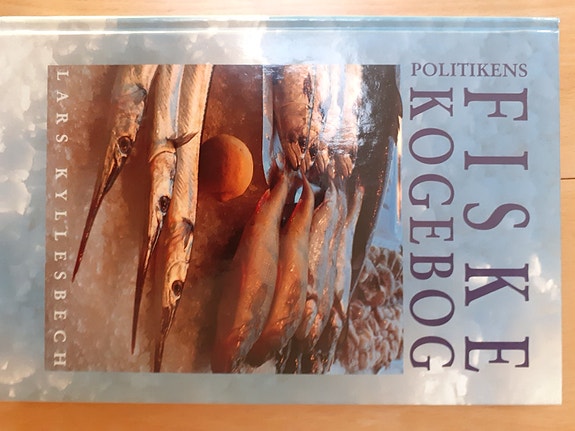 POLITIKENS
FISKE
KOGEBOG
LARS KYLLESBECH